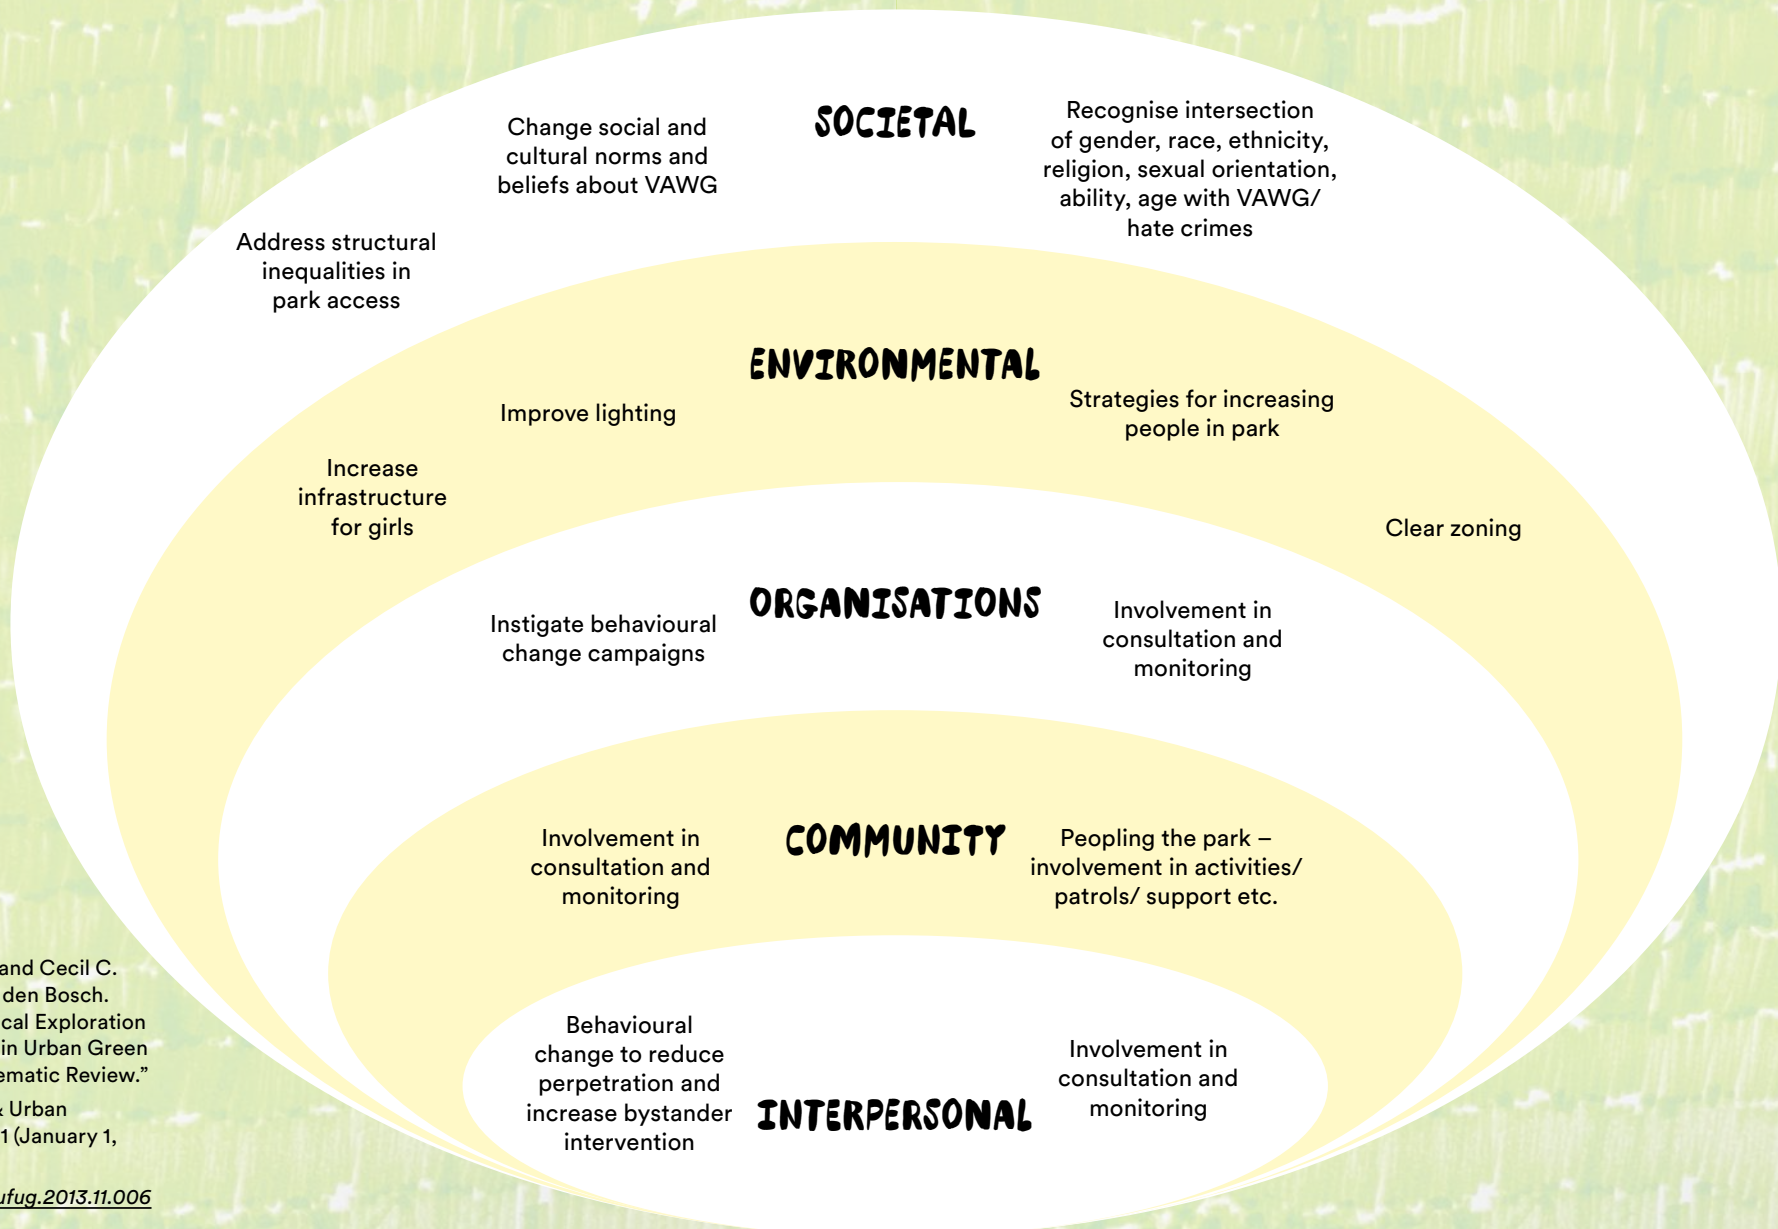 SOCIETAL
Change social and
cultural norms and
beliefs about VAWG
Recognise intersection
of gender, race, ethnicity,
religion, sexual orientation,
ability, age with VAWG/
hate crimes
Address structural
inequalities in
park access
ENVIRONMENTAL
Improve lighting
Strategies for increasing
people in park
Increase
infrastructure
for girls
Clear zoning
ORGANISATIONS
Instigate behavioural
change campaigns
Involvement in
consultation and
monitoring
COMMUNITY
Involvement in
consultation and
monitoring
Peopling the park –
involvement in activities/
patrols/ support etc.
INTERPERSONAL
Behavioural
change to reduce
perpetration and
increase bystander
intervention
Involvement in
consultation and
monitoring
and Cecil C.
den Bosch.
cal Exploration
in Urban Green
ematic Review.”
& Urban
1 (January 1,
ufug.2013.11.006